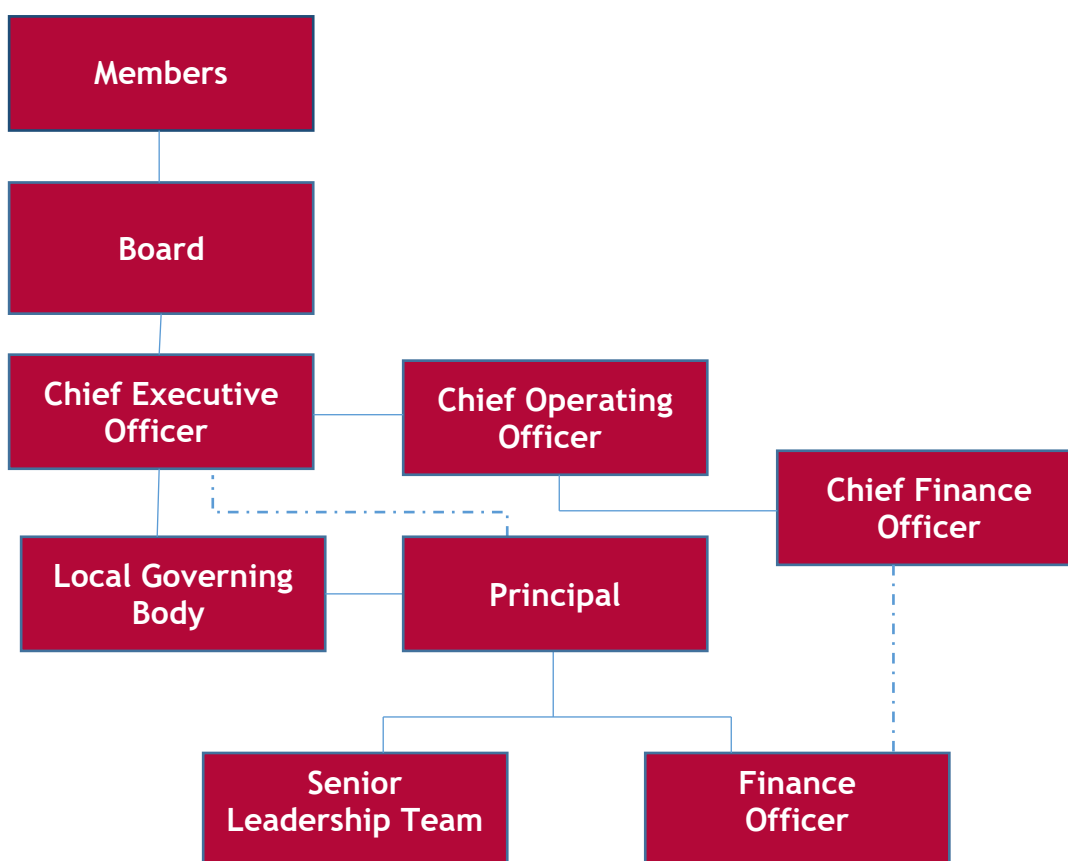 Members
Board
Chief Executive
Officer
Chief Operating
Officer
Chief Finance
Officer
Local Governing
Body
Principal
Senior
Leadership Team
Finance
Officer